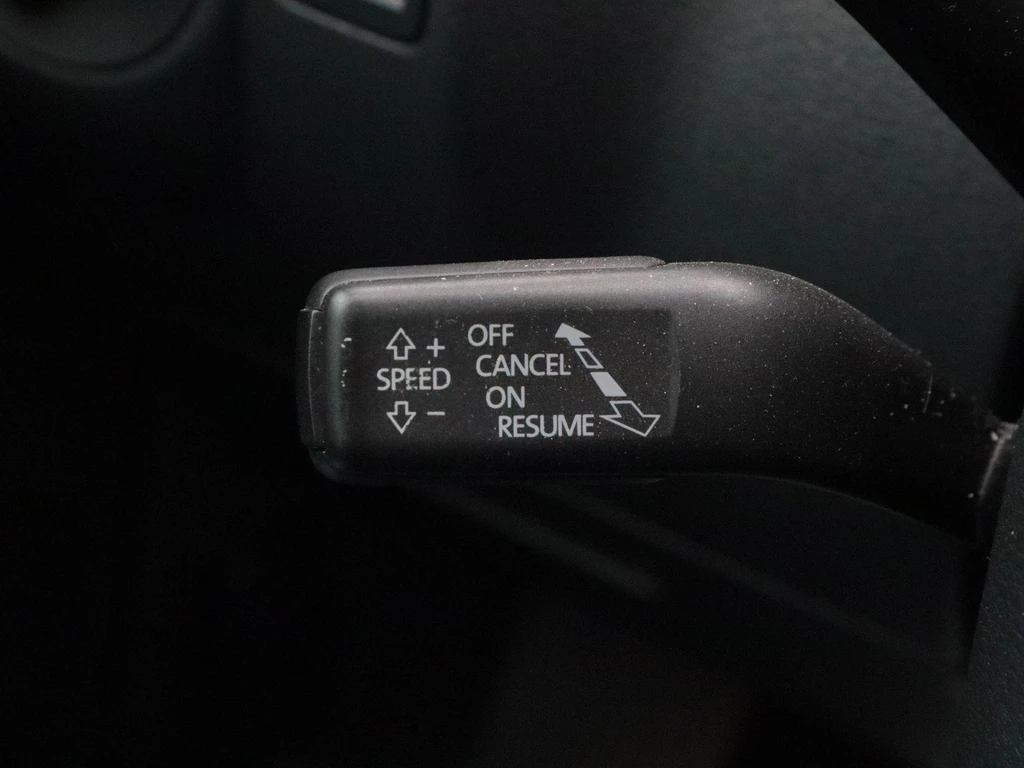 +
SPEED
−
OFF
CANCEL
ON
RESUME